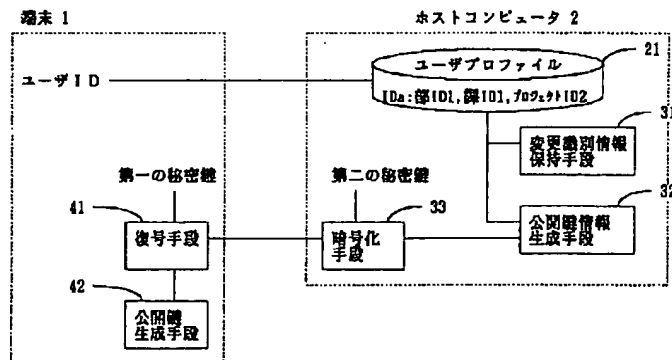 端末 1
ホストコンピュータ 2
ユーザID
ユーザプロファイル
IDa:部ID1,課ID1,プロジェクトID2
21
変更識別情報
保持手段
31
第一の秘密鍵
第二の秘密鍵
41
復号手段
33
暗号化
手段
32
公開鍵情報
生成手段
42
公開鍵
生成手段